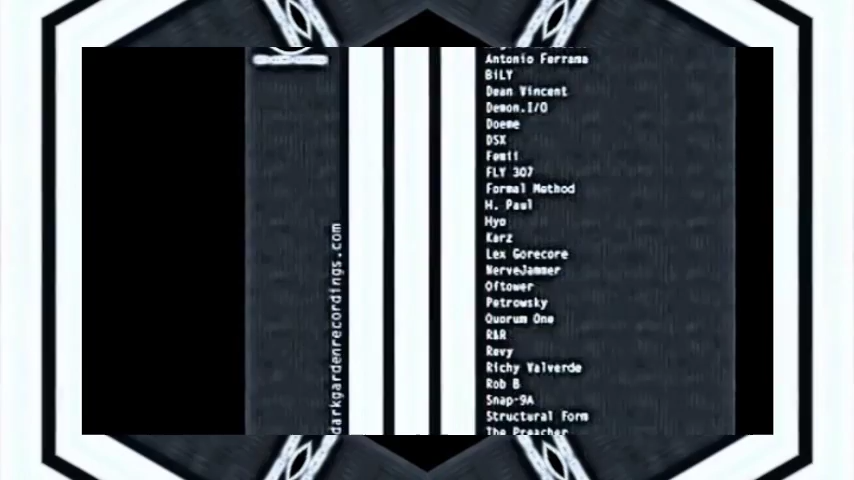 darkgardenrecordings.com
Antonio Ferrama
BiLY
Dean Vincent
Demon.I/O
Doeme
DSX
Femii
FLY 307
Formal Method
H. Paul
Hyo
Karz
Lex Gorecore
NerveJammer
Oftower
Petrowsky
Quorum One
R&R
Revy
Richy Valverde
Rob B
Snap-9A
Structural Form
The Preacher